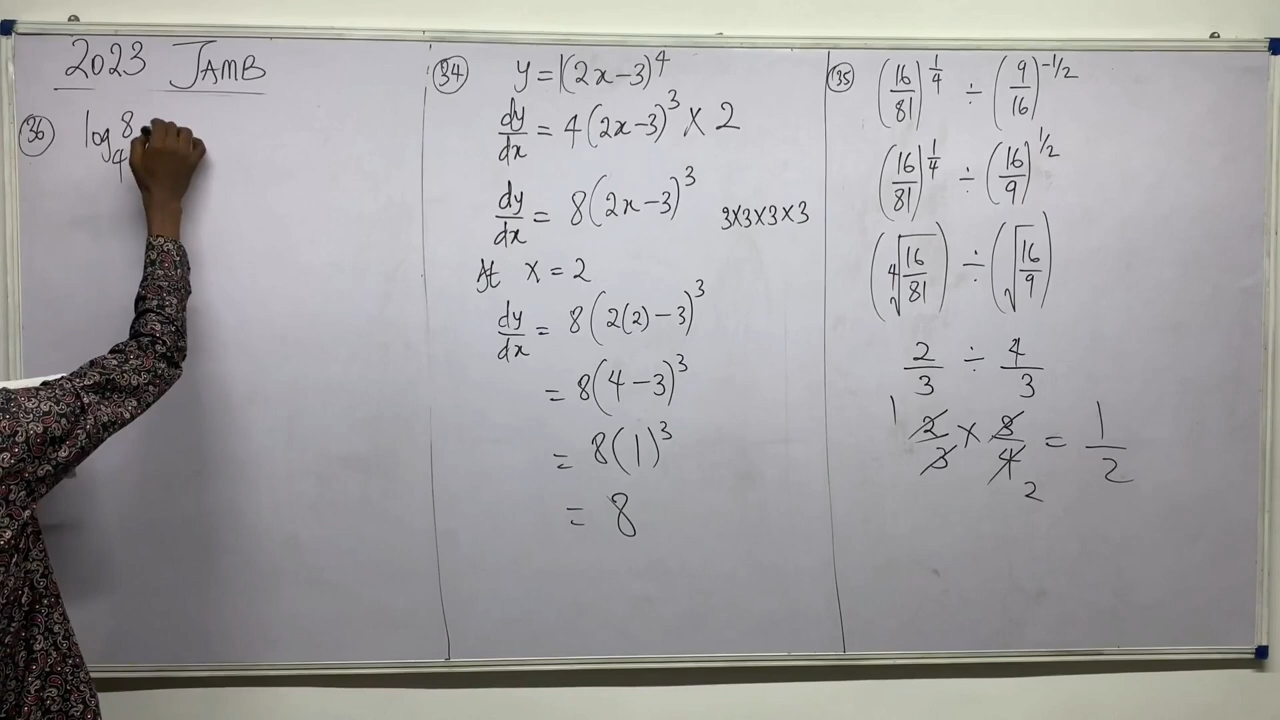 2023 JAMB
36 log₄ 8
34 y = 1(2x-3)⁴
dy/dx = 4(2x-3)³ × 2
dy/dx = 8(2x-3)³
3×3×3×3
At x = 2
dy/dx = 8(2(2)-3)³
= 8(4-3)³
= 8(1)³
= 8
35 (16/81)^1/4 ÷ (9/16)^-1/2
(16/81)^1/4 ÷ (16/9)^1/2
(⁴√16/81) ÷ (√16/9)
2/3 ÷ 4/3
1 2/3 × 3/4 2 = 1/2